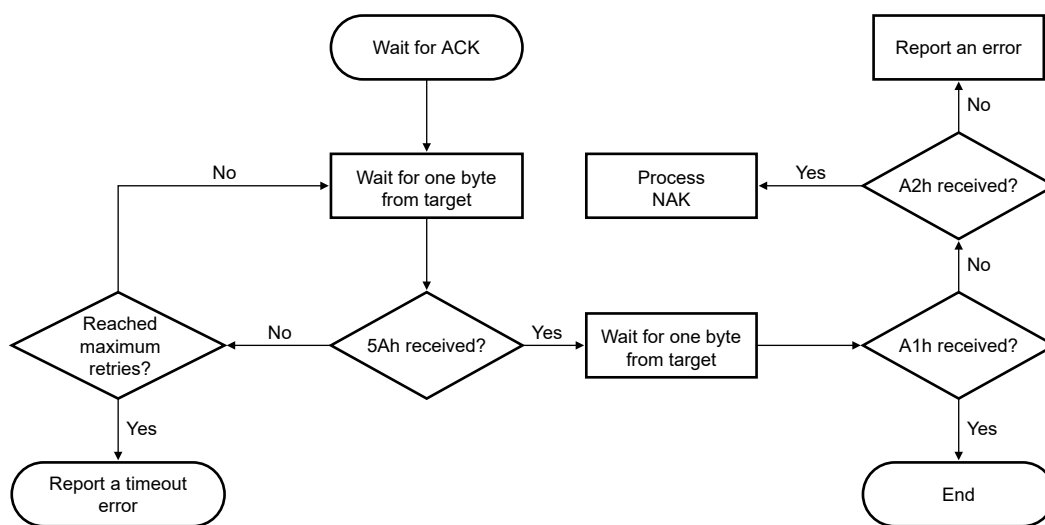 Wait for ACK
Report an error
No
No
Wait for one byte
from target
Process
NAK
Yes
A2h received?
No
Reached
maximum
retries?
No
5Ah received?
Yes
Wait for one byte
from target
A1h received?
Yes
Yes
Report a timeout
error
End